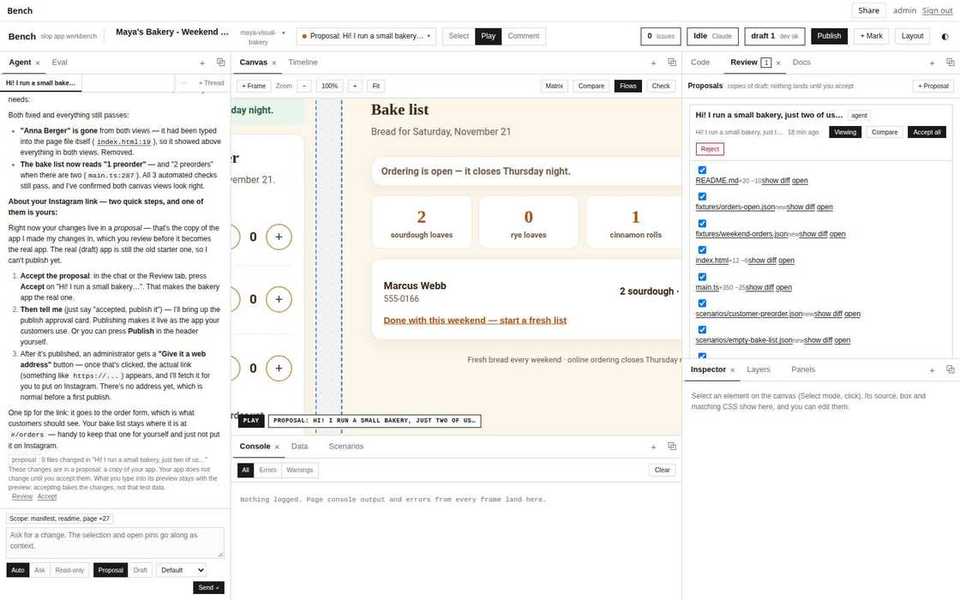 Bench
Share
admin
Sign out
Bench
slop app workbench
Maya's Bakery - Weekend …
maya-visual-bakery
Proposal: Hi! I run a small bakery…
Select
Play
Comment
0 issues
Idle Claude
draft 1 dev ok
Publish
+ Mark
Layout
Agent ×
Eval
Hi! I run a small bake…
+ Thread
needs:
Both fixed and everything still passes:
"Anna Berger" is gone from both views — it had been typed
into the page file itself ( index.html:19 ), so it showed above
everything in both views. Removed.
The bake list now reads "1 preorder" — and "2 preorders"
when there are two ( main.ts:287 ). All 3 automated checks
still pass, and I've confirmed both canvas views look right.
About your Instagram link — two quick steps, and one of
them is yours:
Right now your changes live in a proposal — that's the copy of the
app I made my changes in, which you review before it becomes
the real app. The real (draft) app is still the old starter one, so I
can't publish yet.
1. Accept the proposal: in the chat or the Review tab, press
Accept on "Hi! I run a small bakery…". That makes the bakery
app the real one.
2. Then tell me (just say "accepted, publish it") — I'll bring up the
publish approval card. Publishing makes it live as the app your
customers use. Or you can press Publish in the header
yourself.
3. After it's published, an administrator gets a "Give it a web
address" button — once that's clicked, the actual link
(something like https://... ) appears, and I'll fetch it for
you to put on Instagram. There's no address yet, which is
normal before a first publish.
One tip for the link: it goes to the order form, which is what
customers should see. Your bake list stays where it is at
#/orders — handy to keep that one for yourself and just not put
it on Instagram.
proposal 9 files changed in "Hi! I run a small bakery, just two of us…"
These changes are in a proposal: a copy of your app. Your app does not
change until you accept them. What you type into its preview stays with the
preview; accepting bakes the changes, not that test data.
Review Accept
Scope: manifest, readme, page +27
Ask for a change. The selection and open pins go along as
context.
Auto
Ask
Read-only
Proposal
Draft
Default
Send
Canvas ×
Timeline
+ Frame
Zoom
−
100%
+
Fit
Matrix
Compare
Flows
Check
day night.
r
vember 21.
0 +
0 +
0 +
Bake list
Bread for Saturday, November 21
Ordering is open — it closes Thursday night.
2
sourdough loaves
0
rye loaves
1
cinnamon rolls
Marcus Webb
555-0166
2 sourdough ·
Done with this weekend — start a fresh list
Fresh bread every weekend · online ordering closes Thursday
PLAY
PROPOSAL: HI! I RUN A SMALL BAKERY, JUST TWO OF US…
Console ×
Data
Scenarios
All
Errors
Warnings
Clear
Nothing logged. Page console output and errors from every frame land here.
Code
Review 1 ×
Docs
Proposals copies of draft: nothing lands until you accept
+ Proposal
Hi! I run a small bakery, just two of us… agent
Hi! I run a small bakery, just t… 18 min ago
Viewing
Compare
Accept all
Reject
show diff open
README.md
fixtures/orders-open.json new show diff open
fixtures/weekend-orders.json new show diff open
index.html show diff open
main.ts show diff open
scenarios/customer-preorder.json new show diff open
scenarios/empty-bake-list.json new show diff open
Inspector ×
Layers
Panels
Select an element on the canvas (Select mode, click). Its source, box and
matching CSS show here, and you can edit them.